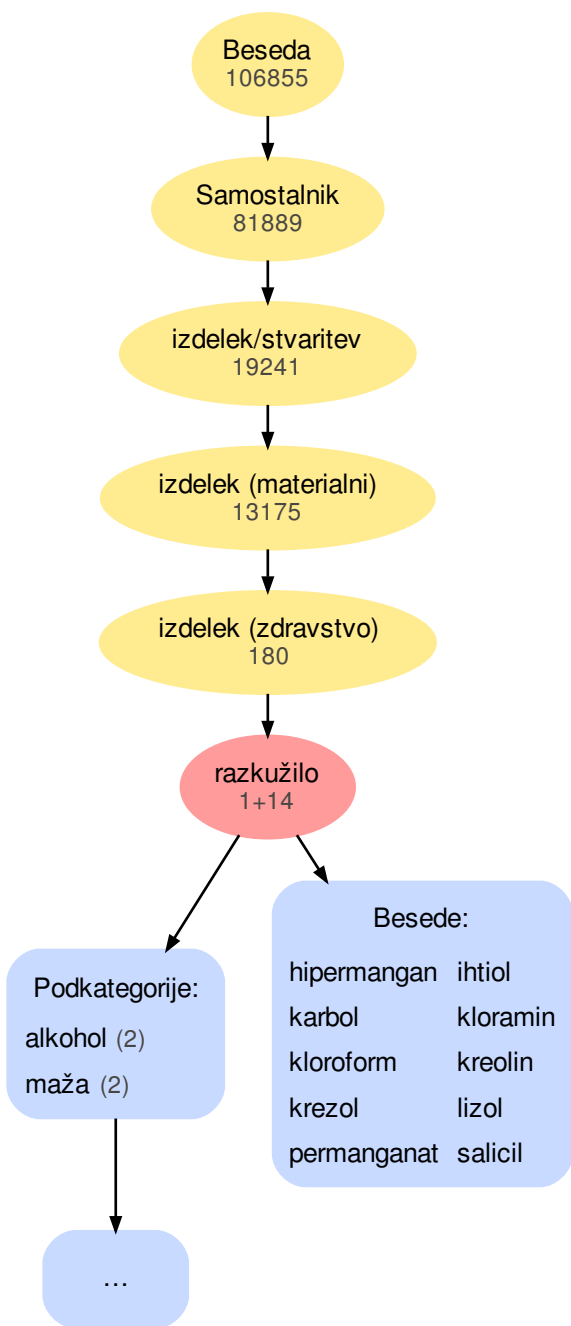 Beseda
106855
Samostalnik
81889
izdelek/stvaritev
19241
izdelek (materialni)
13175
izdelek (zdravstvo)
180
razkužilo
1+14
Podkategorije:
alkohol (2)
maža (2)
...
Besede:
hipermangan ihtiol
karbol kloramin
kloroform kreolin
krezol lizol
permanganat salicil